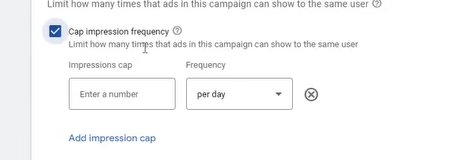 Limit how many times that ads in this campaign can show to the same user
Cap impression frequency
Limit how many times that ads in this campaign can show to the same user
Impressions cap
Frequency
Enter a number
per day
Add impression cap